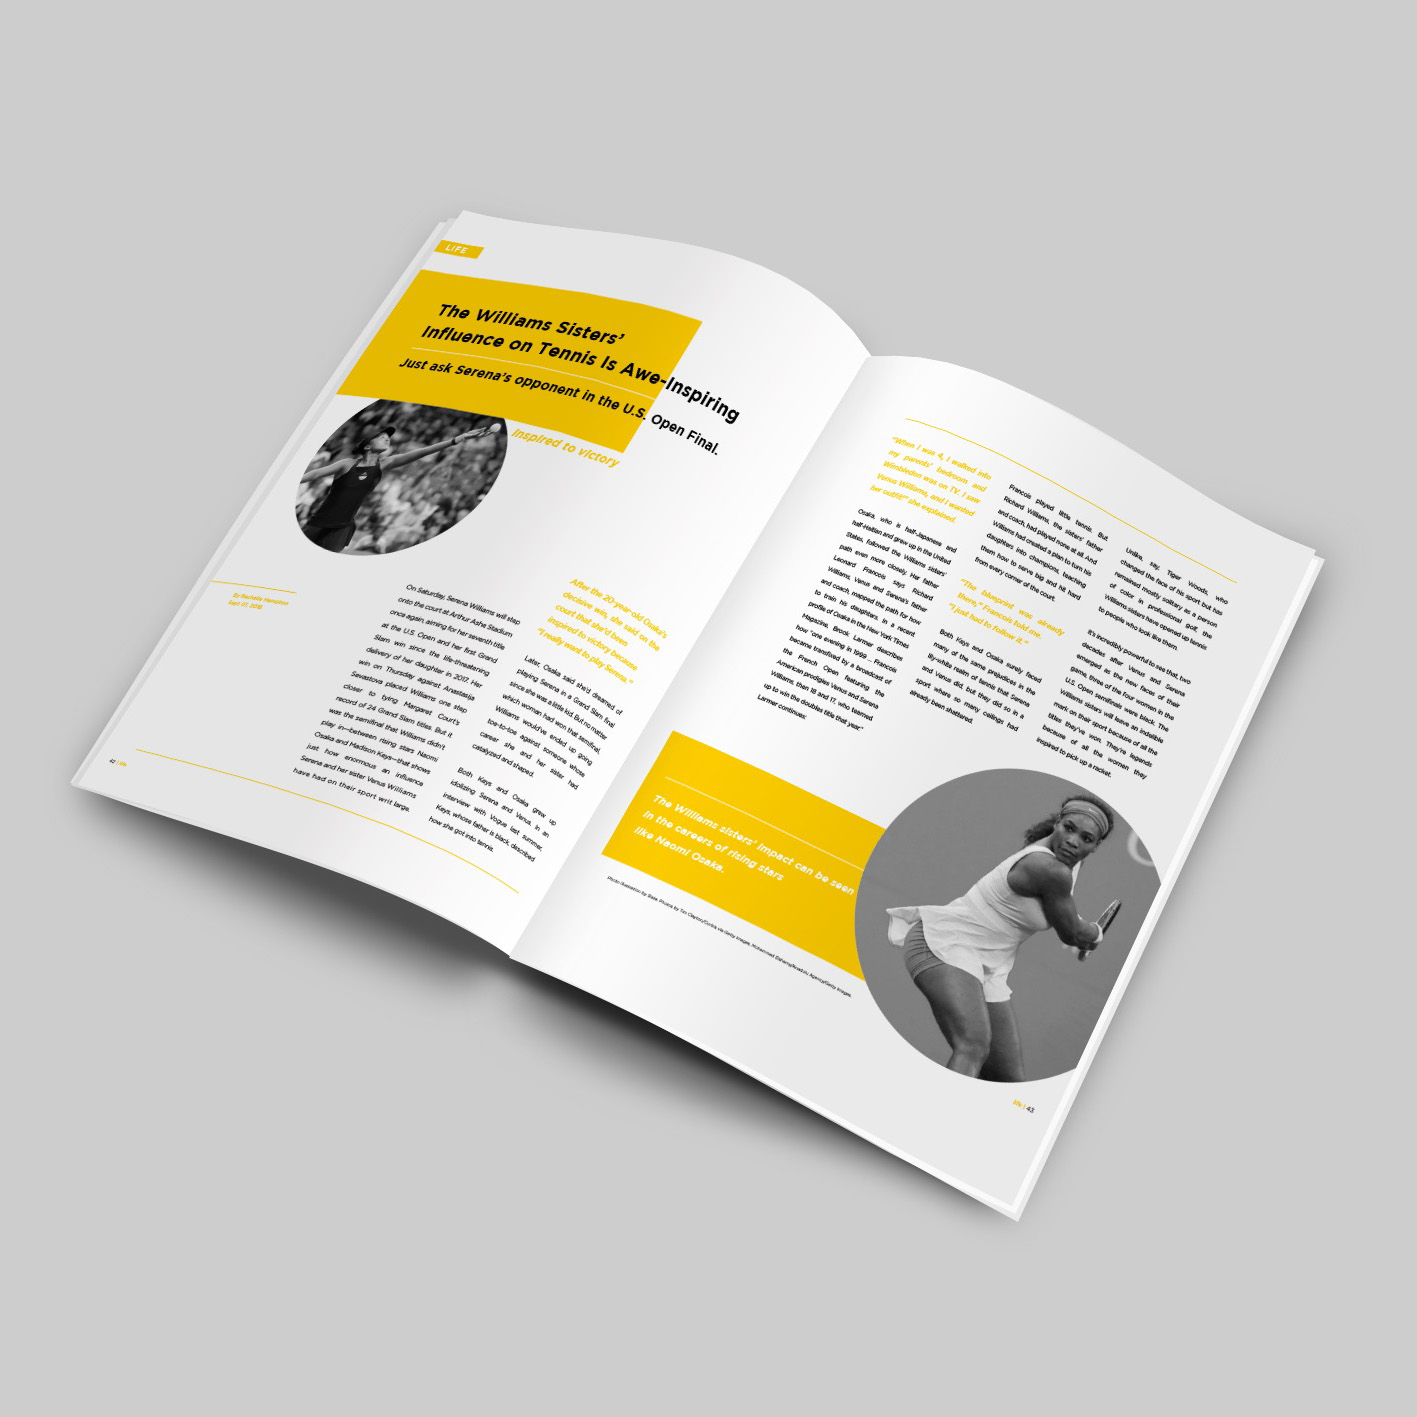 LIFE
The Williams Sisters'
Influence on Tennis Is Awe-Inspiring
Just ask Serena's opponent in the U.S. Open Final.
inspired to victory
By Rachelle Hampton
Sept 07, 2018
On Saturday, Serena Williams will step
onto the court at Arthur Ashe Stadium
once again, aiming for her seventh title
at the U.S. Open and her first Grand
Slam win since the life-threatening
delivery of her daughter in 2017. Her
win on Thursday against Anastasija
Sevastova placed Williams one step
closer to tying Margaret Court's
record of 24 Grand Slam titles. But it
was the semifinal that Williams didn't
play in—between rising stars Naomi
Osaka and Madison Keys—that shows
just how enormous an influence
Serena and her sister Venus Williams
have had on their sport writ large.
After the 20-year-old Osaka's
decisive win, she said on the
court that she'd been
inspired to victory because
"I really want to play Serena."
Later, Osaka said she'd dreamed of
playing Serena in a Grand Slam final
since she was a little kid. But no matter
which woman had won that semifinal,
Williams would've ended up going
toe-to-toe against someone whose
career she and her sister had
catalyzed and shaped.
Both Keys and Osaka grew up
idolizing Serena and Venus. In an
interview with Vogue last summer,
Keys, whose father is black, described
how she got into tennis.
42 | life
"When I was 4, I walked into
my parents' bedroom and
Wimbledon was on TV. I saw
Venus Williams, and I wanted
her outfit!" she explained.
Osaka, who is half-Japanese and
half-Haitian and grew up in the United
States, followed the Williams sisters'
path even more closely. Her father
Leonard Francois says Richard
Williams, Venus and Serena's father
and coach, mapped the path for how
to train his daughters. In a recent
profile of Osaka in the New York Times
Magazine, Brook Larmer describes
how "one evening in 1999 ... Francois
became transfixed by a broadcast of
the French Open featuring the
American prodigies Venus and Serena
Williams, then 18 and 17, who teamed
up to win the doubles title that year."
Larmer continues:
Francois played little tennis. But
Richard Williams, the sisters' father
and coach, had played none at all. And
Williams had created a plan to turn his
daughters into champions, teaching
them how to serve big and hit hard
from every corner of the court.
"The blueprint was already
there," Francois told me.
"I just had to follow it."
Both Keys and Osaka surely faced
many of the same prejudices in the
lily-white realm of tennis that Serena
and Venus did, but they did so in a
sport where so many ceilings had
already been shattered.
Unlike, say, Tiger Woods, who
changed the face of his sport but has
remained mostly solitary as a person
of color in professional golf, the
Williams sisters have opened up tennis
to people who look like them.
It's incredibly powerful to see that, two
decades after Venus and Serena
emerged as the new faces of their
game, three of the four women in the
U.S. Open semifinals were black. The
Williams sisters will leave an indelible
mark on their sport because of all the
titles they've won. They're legends
because of all the women they
inspired to pick up a racket.
The Williams sisters' impact can be seen
in the careers of rising stars
like Naomi Osaka.
Photo illustration by Slate. Photos by Tim Clayton/Corbis via Getty Images, Mohammed Elshamy/Anadolu Agency/Getty Images.
life | 43